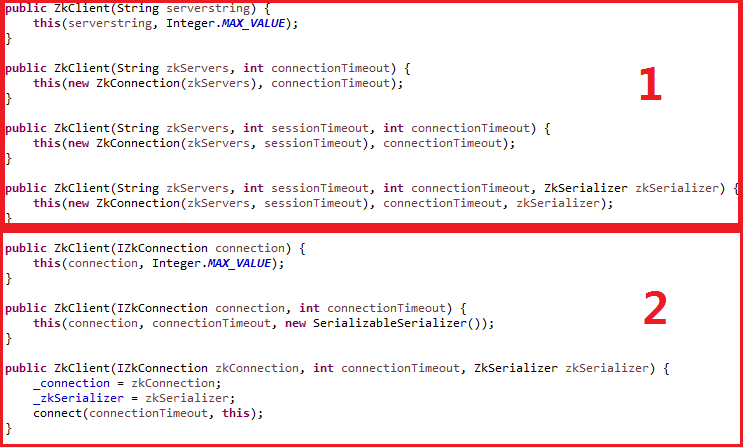 public ZkClient(String serverstring) {
    this(serverstring, Integer.MAX_VALUE);
}
public ZkClient(String zkServers, int connectionTimeout) {
    this(new ZkConnection(zkServers), connectionTimeout);
}
1
public ZkClient(String zkServers, int sessionTimeout, int connectionTimeout) {
    this(new ZkConnection(zkServers, sessionTimeout), connectionTimeout);
}
public ZkClient(String zkServers, int sessionTimeout, int connectionTimeout, ZkSerializer zkSerializer) {
    this(new ZkConnection(zkServers, sessionTimeout), connectionTimeout, zkSerializer);
}
public ZkClient(IZkConnection connection) {
    this(connection, Integer.MAX_VALUE);
}
public ZkClient(IZkConnection connection, int connectionTimeout) {
    this(connection, connectionTimeout, new SerializableSerializer());
}
2
public ZkClient(IZkConnection zkConnection, int connectionTimeout, ZkSerializer zkSerializer) {
    _connection = zkConnection;
    _zkSerializer = zkSerializer;
    connect(connectionTimeout, this);
}